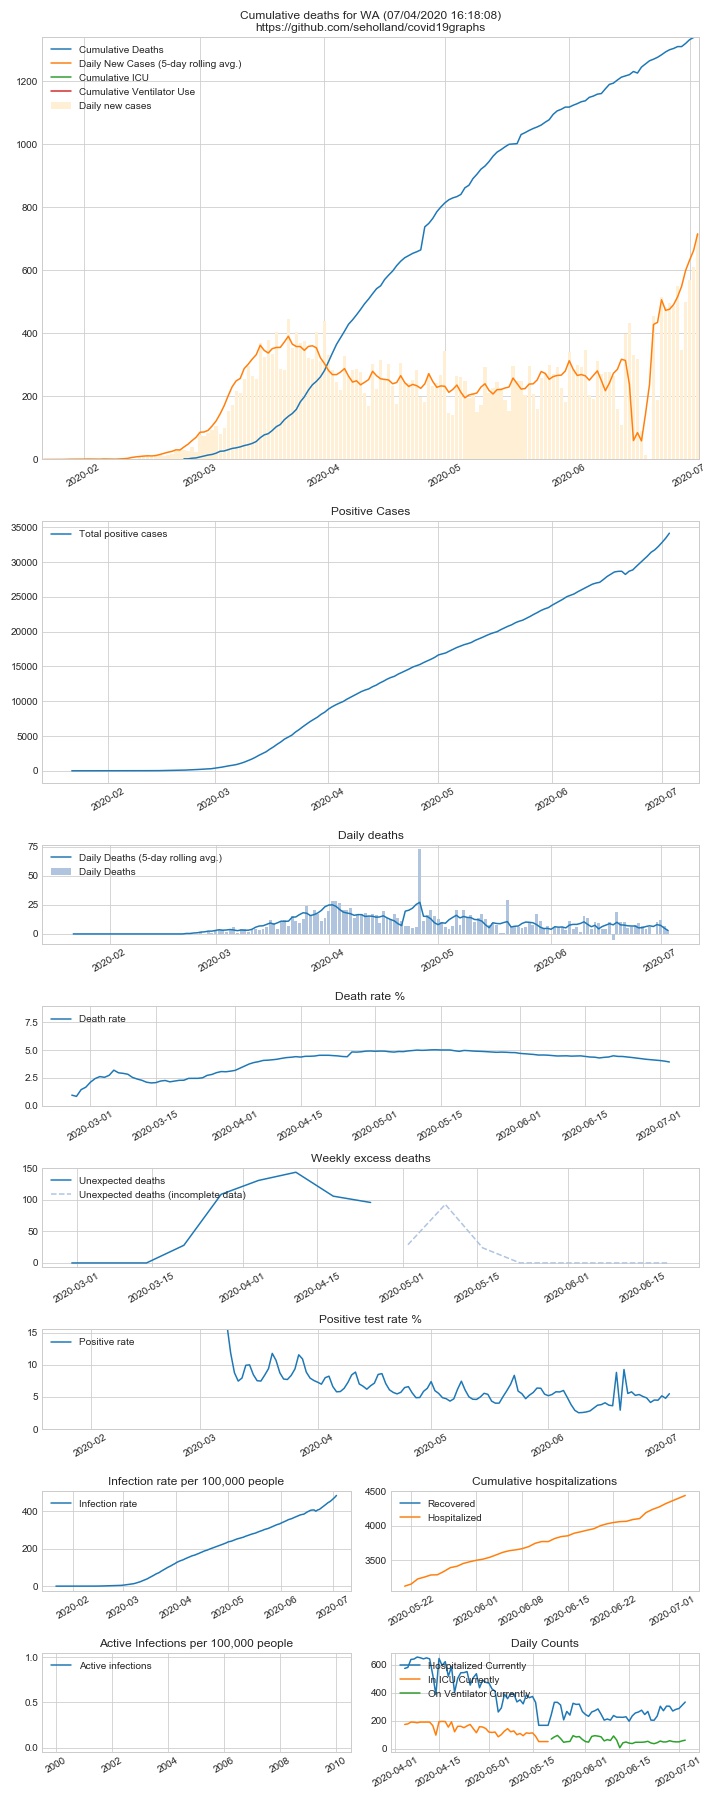 Cumulative deaths for WA (07/04/2020 16:18:08)
https://github.com/seholland/covid19graphs
Cumulative Deaths
Daily New Cases (5-day rolling avg.)
Cumulative ICU
Cumulative Ventilator Use
Daily new cases
1200
1000
800
600
400
200
0
2020-02 2020-03 2020-04 2020-05 2020-06 2020-07
Positive Cases
Total positive cases
35000
30000
25000
20000
15000
10000
5000
0
2020-02 2020-03 2020-04 2020-05 2020-06 2020-07
Daily deaths
Daily Deaths (5-day rolling avg.)
Daily Deaths
75
50
25
0
2020-02 2020-03 2020-04 2020-05 2020-06 2020-07
Death rate %
Death rate
7.5
5.0
2.5
0.0
2020-03-01 2020-03-15 2020-04-01 2020-04-15 2020-05-01 2020-05-15 2020-06-01 2020-06-15 2020-07-01
Weekly excess deaths
Unexpected deaths
Unexpected deaths (incomplete data)
150
100
50
0
2020-03-01 2020-03-15 2020-04-01 2020-04-15 2020-05-01 2020-05-15 2020-06-01 2020-06-15
Positive test rate %
Positive rate
15
10
5
0
2020-02 2020-03 2020-04 2020-05 2020-06 2020-07
Infection rate per 100,000 people
Infection rate
400
200
0
2020-02 2020-03 2020-04 2020-05 2020-06 2020-07
Cumulative hospitalizations
Recovered
Hospitalized
4500
4000
3500
2020-05-22 2020-06-01 2020-06-08 2020-06-15 2020-06-22 2020-07-01
Active Infections per 100,000 people
Active infections
1.0
0.5
0.0
2000 2002 2004 2006 2008 2010
Daily Counts
Hospitalized Currently
In ICU Currently
On Ventilator Currently
600
400
200
0
2020-04-01 2020-04-15 2020-05-01 2020-05-15 2020-06-01 2020-06-15 2020-07-01